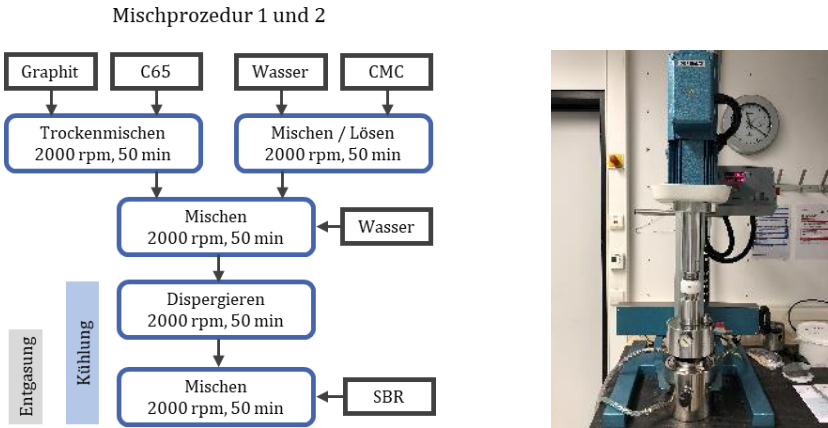 Mischprozedur 1 und 2
Graphit
C65
Wasser
CMC
Trockenmischen
2000 rpm, 50 min
Mischen / Lösen
2000 rpm, 50 min
Mischen
2000 rpm, 50 min
Wasser
Dispergieren
2000 rpm, 50 min
Kühlung
Entgasung
Mischen
2000 rpm, 50 min
SBR